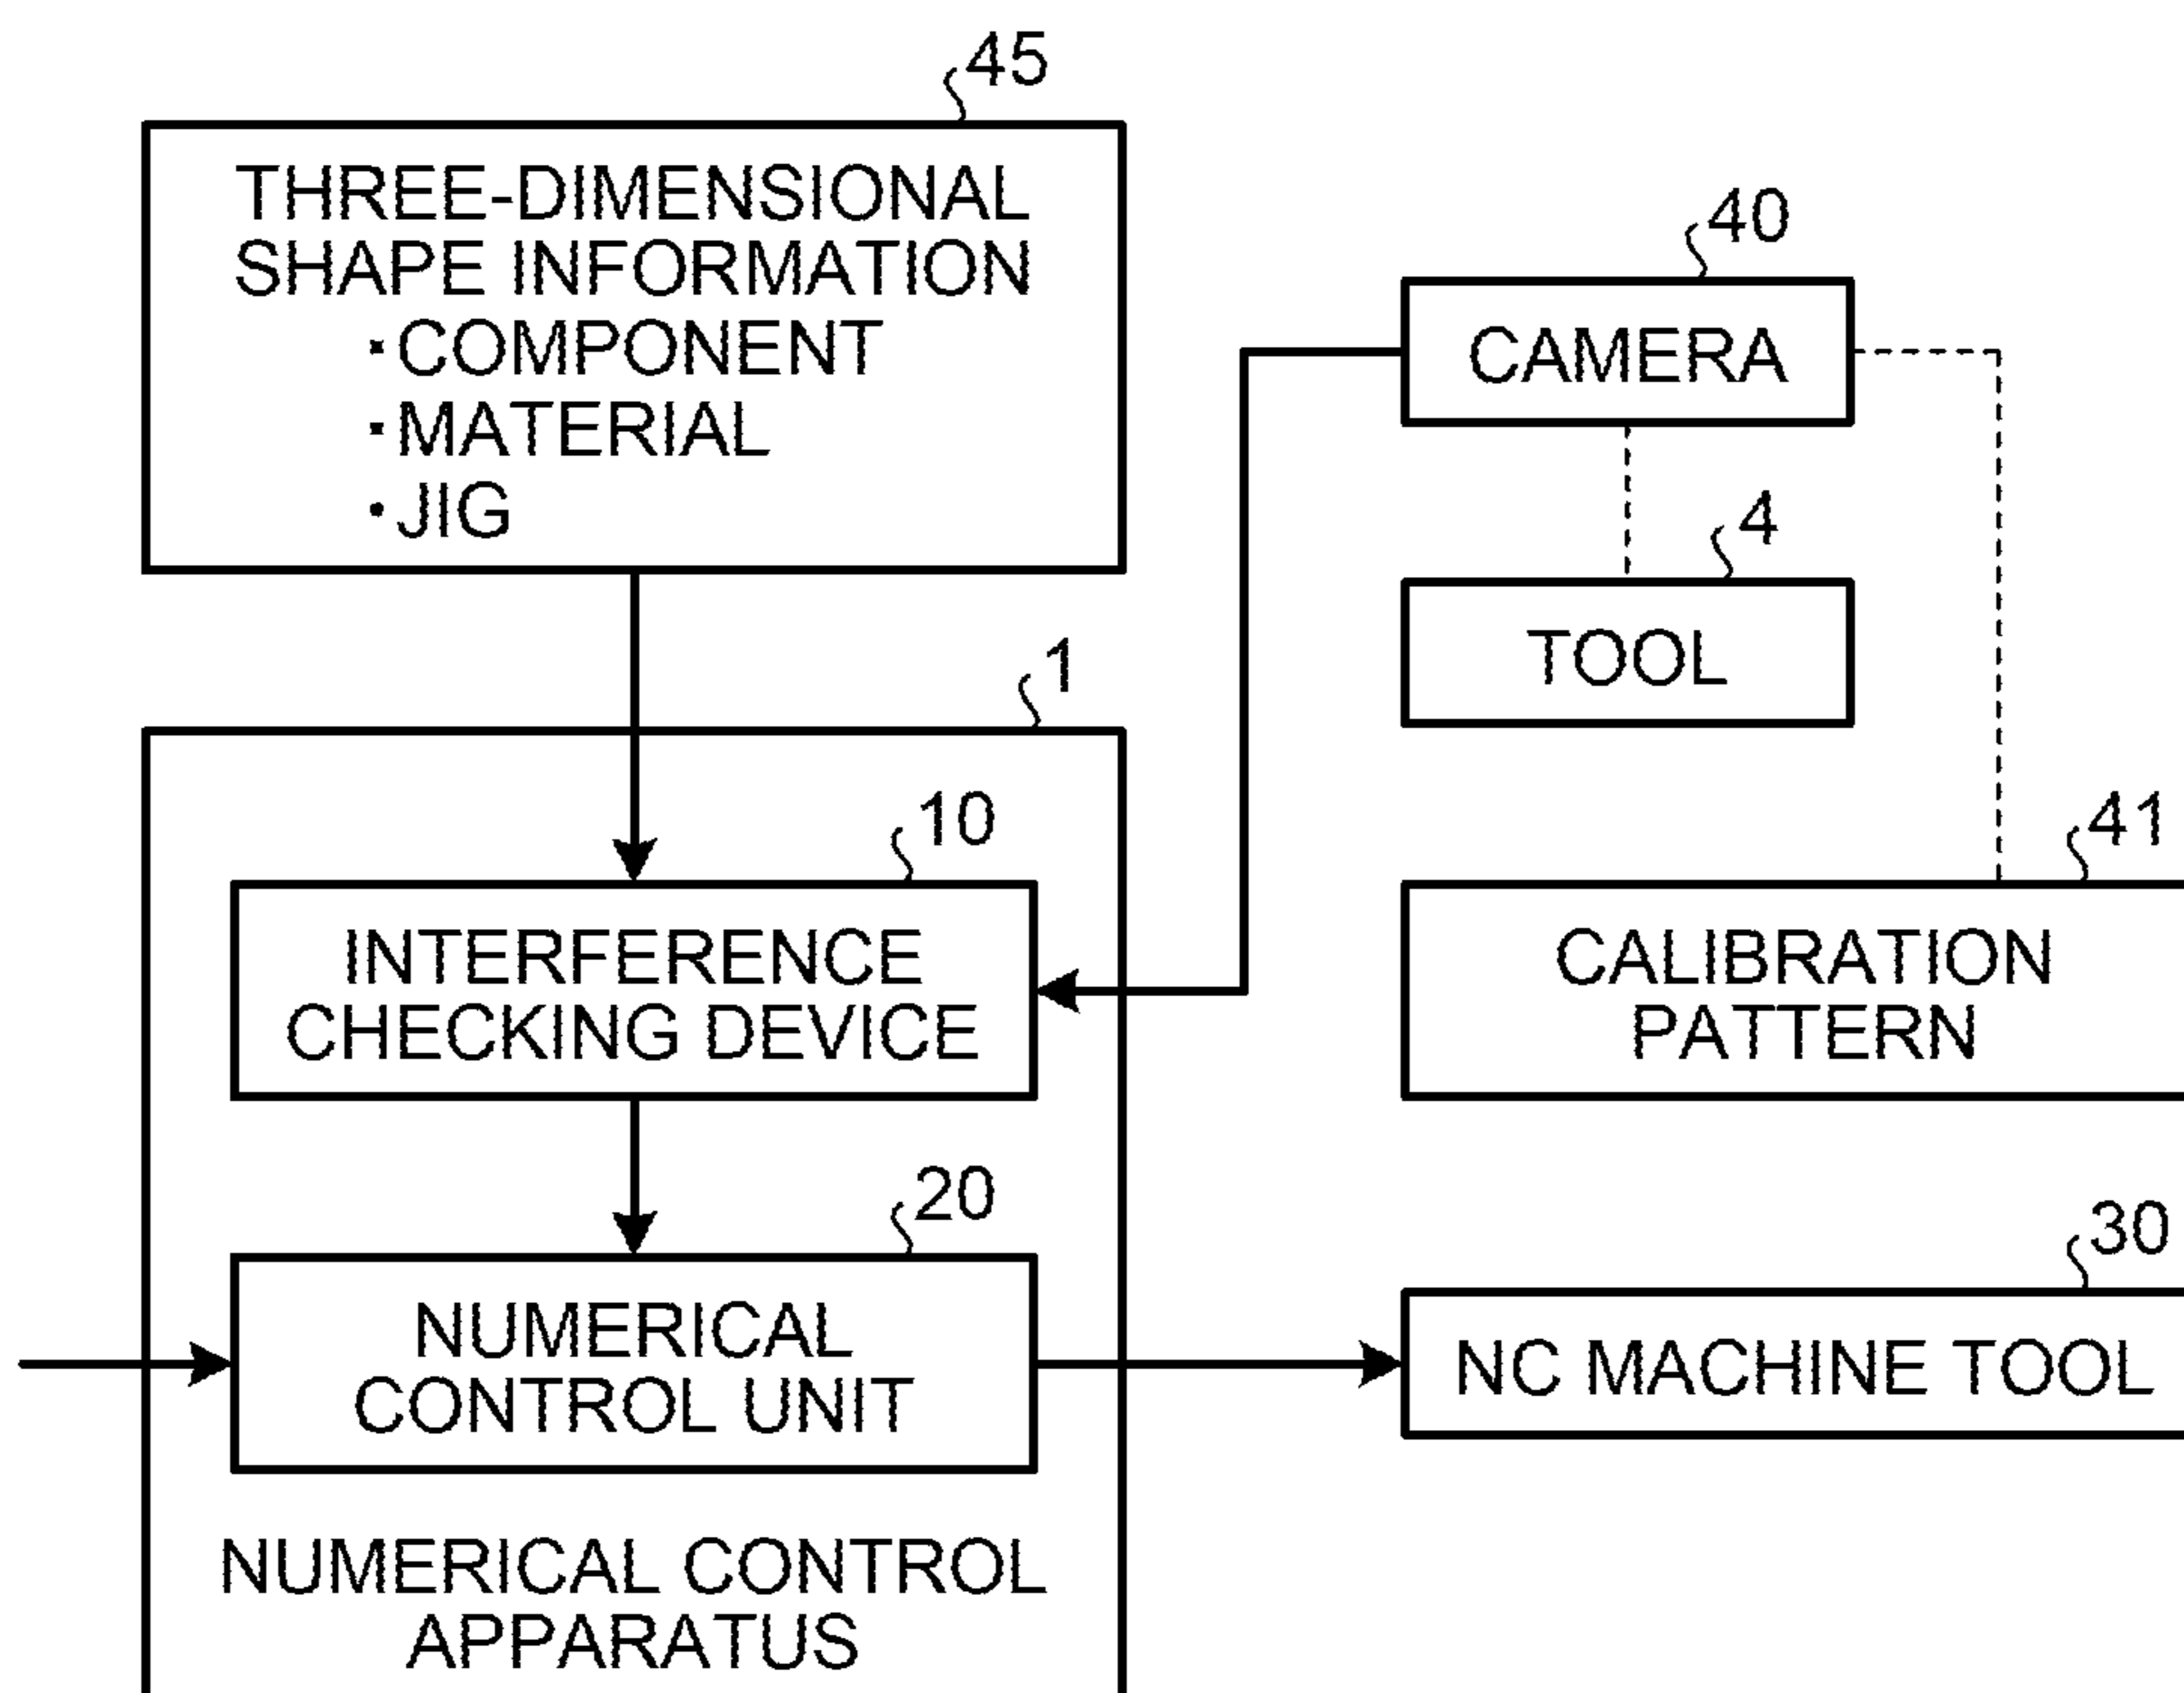 45
THREE-DIMENSIONAL
SHAPE INFORMATION
・COMPONENT
・MATERIAL
・JIG
40
CAMERA
4
TOOL
1
10
INTERFERENCE
CHECKING DEVICE
41
CALIBRATION
PATTERN
20
NUMERICAL
CONTROL UNIT
30
NC MACHINE TOOL
NUMERICAL CONTROL
APPARATUS